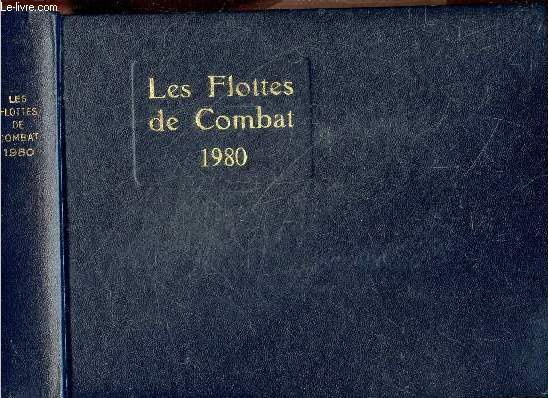 Le-livre.com
Les Flottes
de Combat
1980
LES
FLOTTES
DE
COMBAT
1980